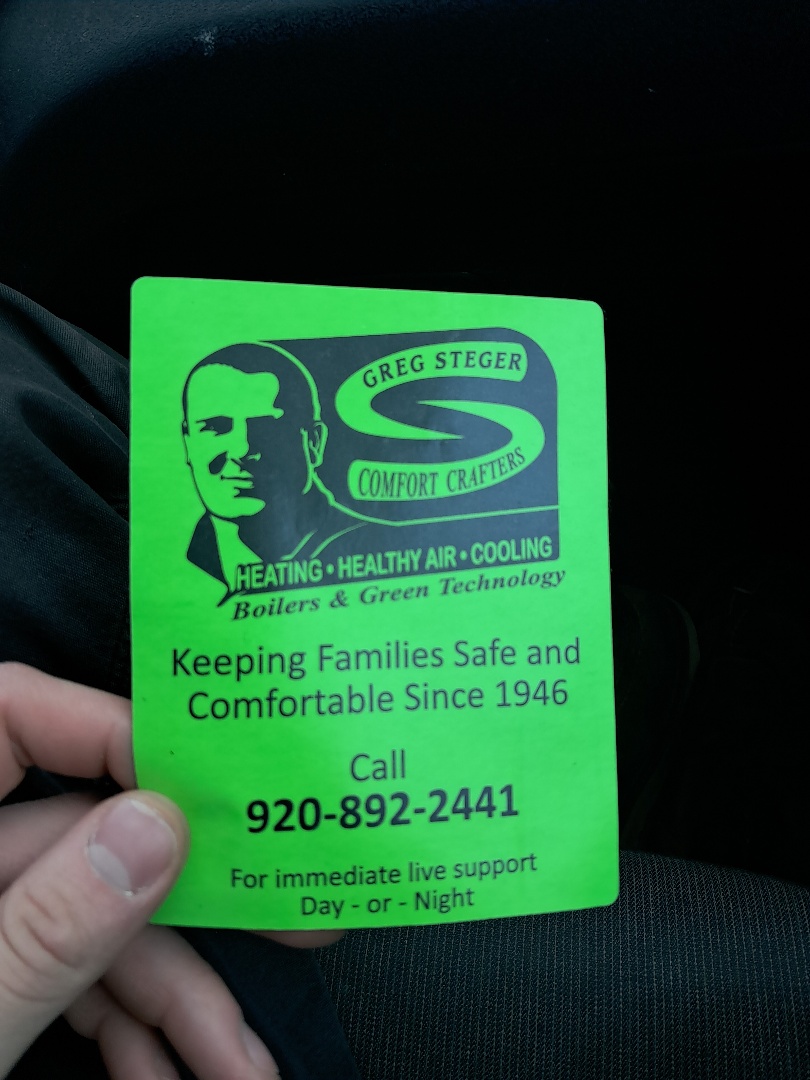 GREG STEGER
COMFORT CRAFTERS
HEATING • HEALTHY AIR • COOLING
Boilers & Green Technology
Keeping Families Safe and
Comfortable Since 1946
Call
920-892-2441
For immediate live support
Day - or - Night